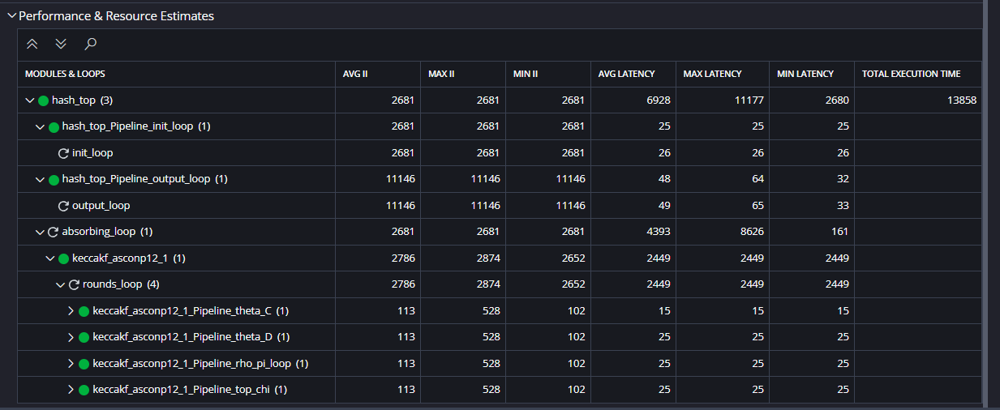 Performance & Resource Estimates
MODULES & LOOPS AVG II MAX II MIN II AVG LATENCY MAX LATENCY MIN LATENCY TOTAL EXECUTION TIME
hash_top (3) 2681 2681 2681 6928 11177 2680 13858
hash_top_Pipeline_init_loop (1) 2681 2681 2681 25 25 25
init_loop 2681 2681 2681 26 26 26
hash_top_Pipeline_output_loop (1) 11146 11146 11146 48 64 32
output_loop 11146 11146 11146 49 65 33
absorbing_loop (1) 2681 2681 2681 4393 8626 161
keccakf_asconp12_1 (1) 2786 2874 2652 2449 2449 2449
rounds_loop (4) 2786 2874 2652 2449 2449 2449
keccakf_asconp12_1_Pipeline_theta_C (1) 113 528 102 15 15 15
keccakf_asconp12_1_Pipeline_theta_D (1) 113 528 102 25 25 25
keccakf_asconp12_1_Pipeline_rho_pi_loop (1) 113 528 102 25 25 25
keccakf_asconp12_1_Pipeline_top_chi (1) 113 528 102 25 25 25